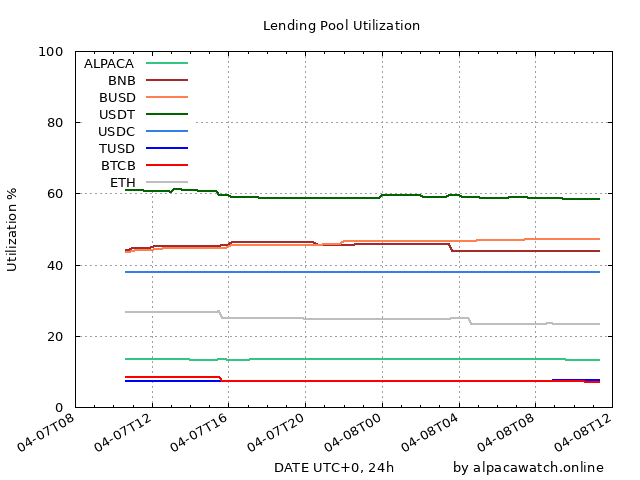 Lending Pool Utilization
100
80
60
40
20
0
Utilization %
ALPACA
BNB
BUSD
USDT
USDC
TUSD
BTCB
ETH
04-07T08
04-07T12
04-07T16
04-07T20
04-08T00
04-08T04
04-08T08
04-08T12
DATE UTC+0, 24h
by alpacawatch.online